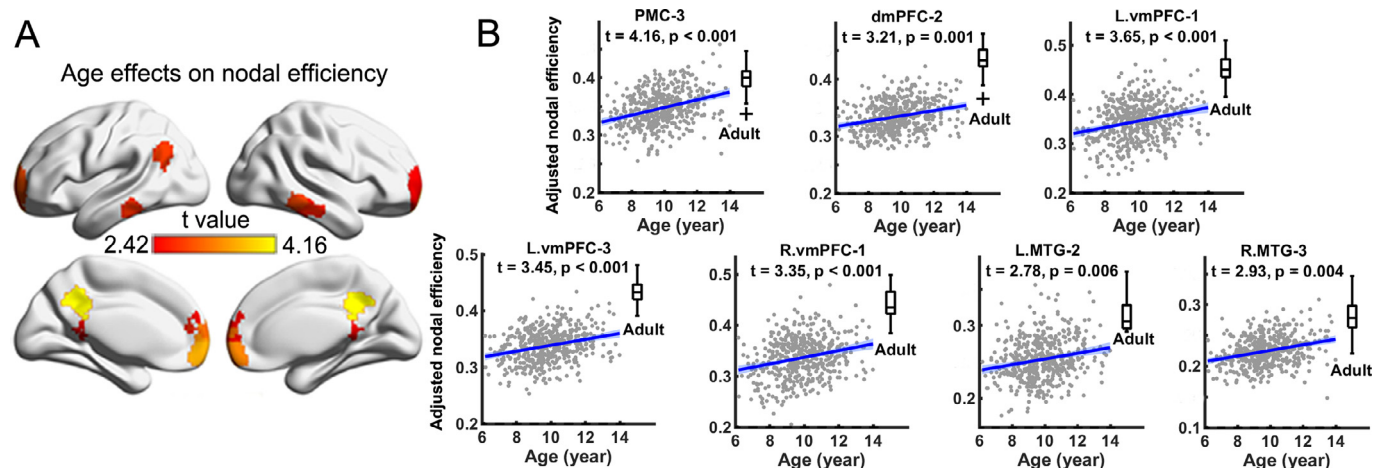 A
Age effects on nodal efficiency
t value
2.42
4.16
B
Adjusted nodal efficiency
PMC-3
t = 4.16, p < 0.001
0.4
0.3
0.2
Adult
6 8 10 12 14
Age (year)
dmPFC-2
t = 3.21, p = 0.001
0.4
0.3
0.2
Adult
6 8 10 12 14
Age (year)
L.vmPFC-1
t = 3.65, p < 0.001
0.5
0.4
0.3
0.2
Adult
6 8 10 12 14
Age (year)
Adjusted nodal efficiency
L.vmPFC-3
t = 3.45, p < 0.001
0.5
0.4
0.3
0.2
Adult
6 8 10 12 14
Age (year)
R.vmPFC-1
t = 3.35, p < 0.001
0.5
0.4
0.3
0.2
Adult
6 8 10 12 14
Age (year)
L.MTG-2
t = 2.78, p = 0.006
0.3
0.2
Adult
6 8 10 12 14
Age (year)
R.MTG-3
t = 2.93, p = 0.004
0.3
0.2
0.1
Adult
6 8 10 12 14
Age (year)